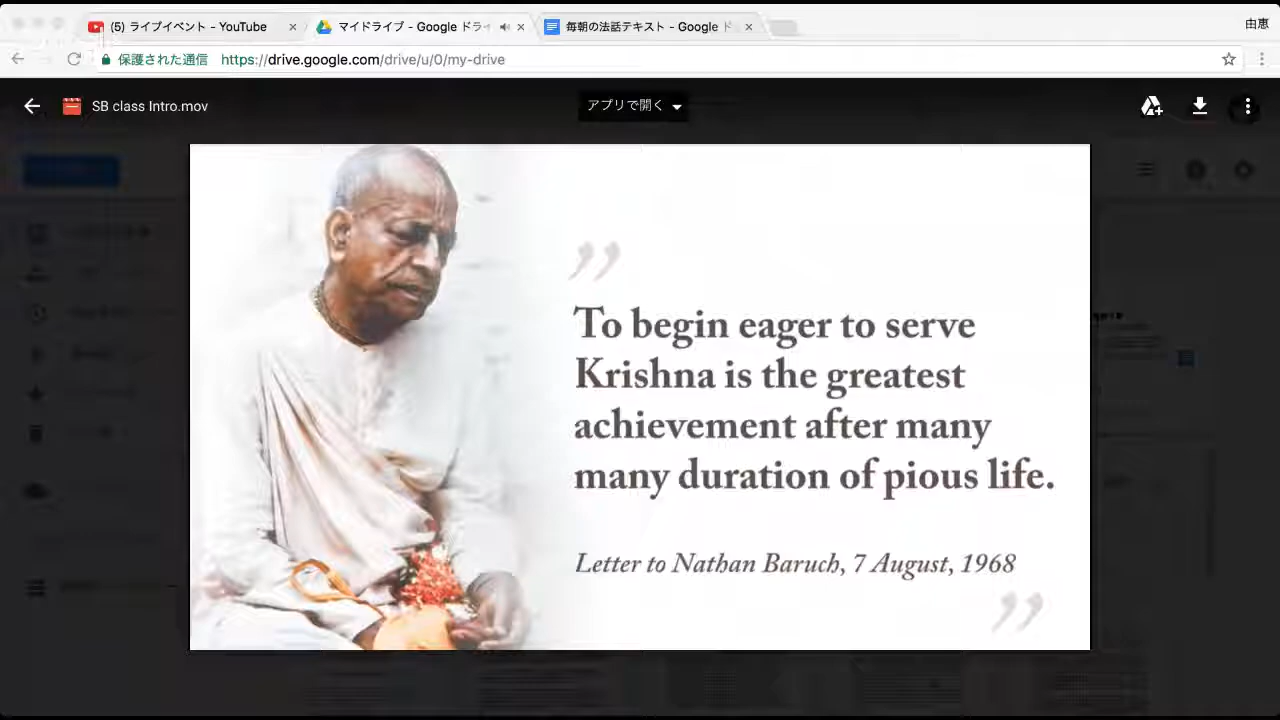 (5) ライブイベント - YouTube
マイドライブ - Google ドライ
毎朝の法話テキスト - Google ド
由恵
保護された通信
https://drive.google.com/drive/u/0/my-drive
SB class Intro.mov
アプリで開く
To begin eager to serve
Krishna is the greatest
achievement after many
many duration of pious life.
Letter to Nathan Baruch, 7 August, 1968